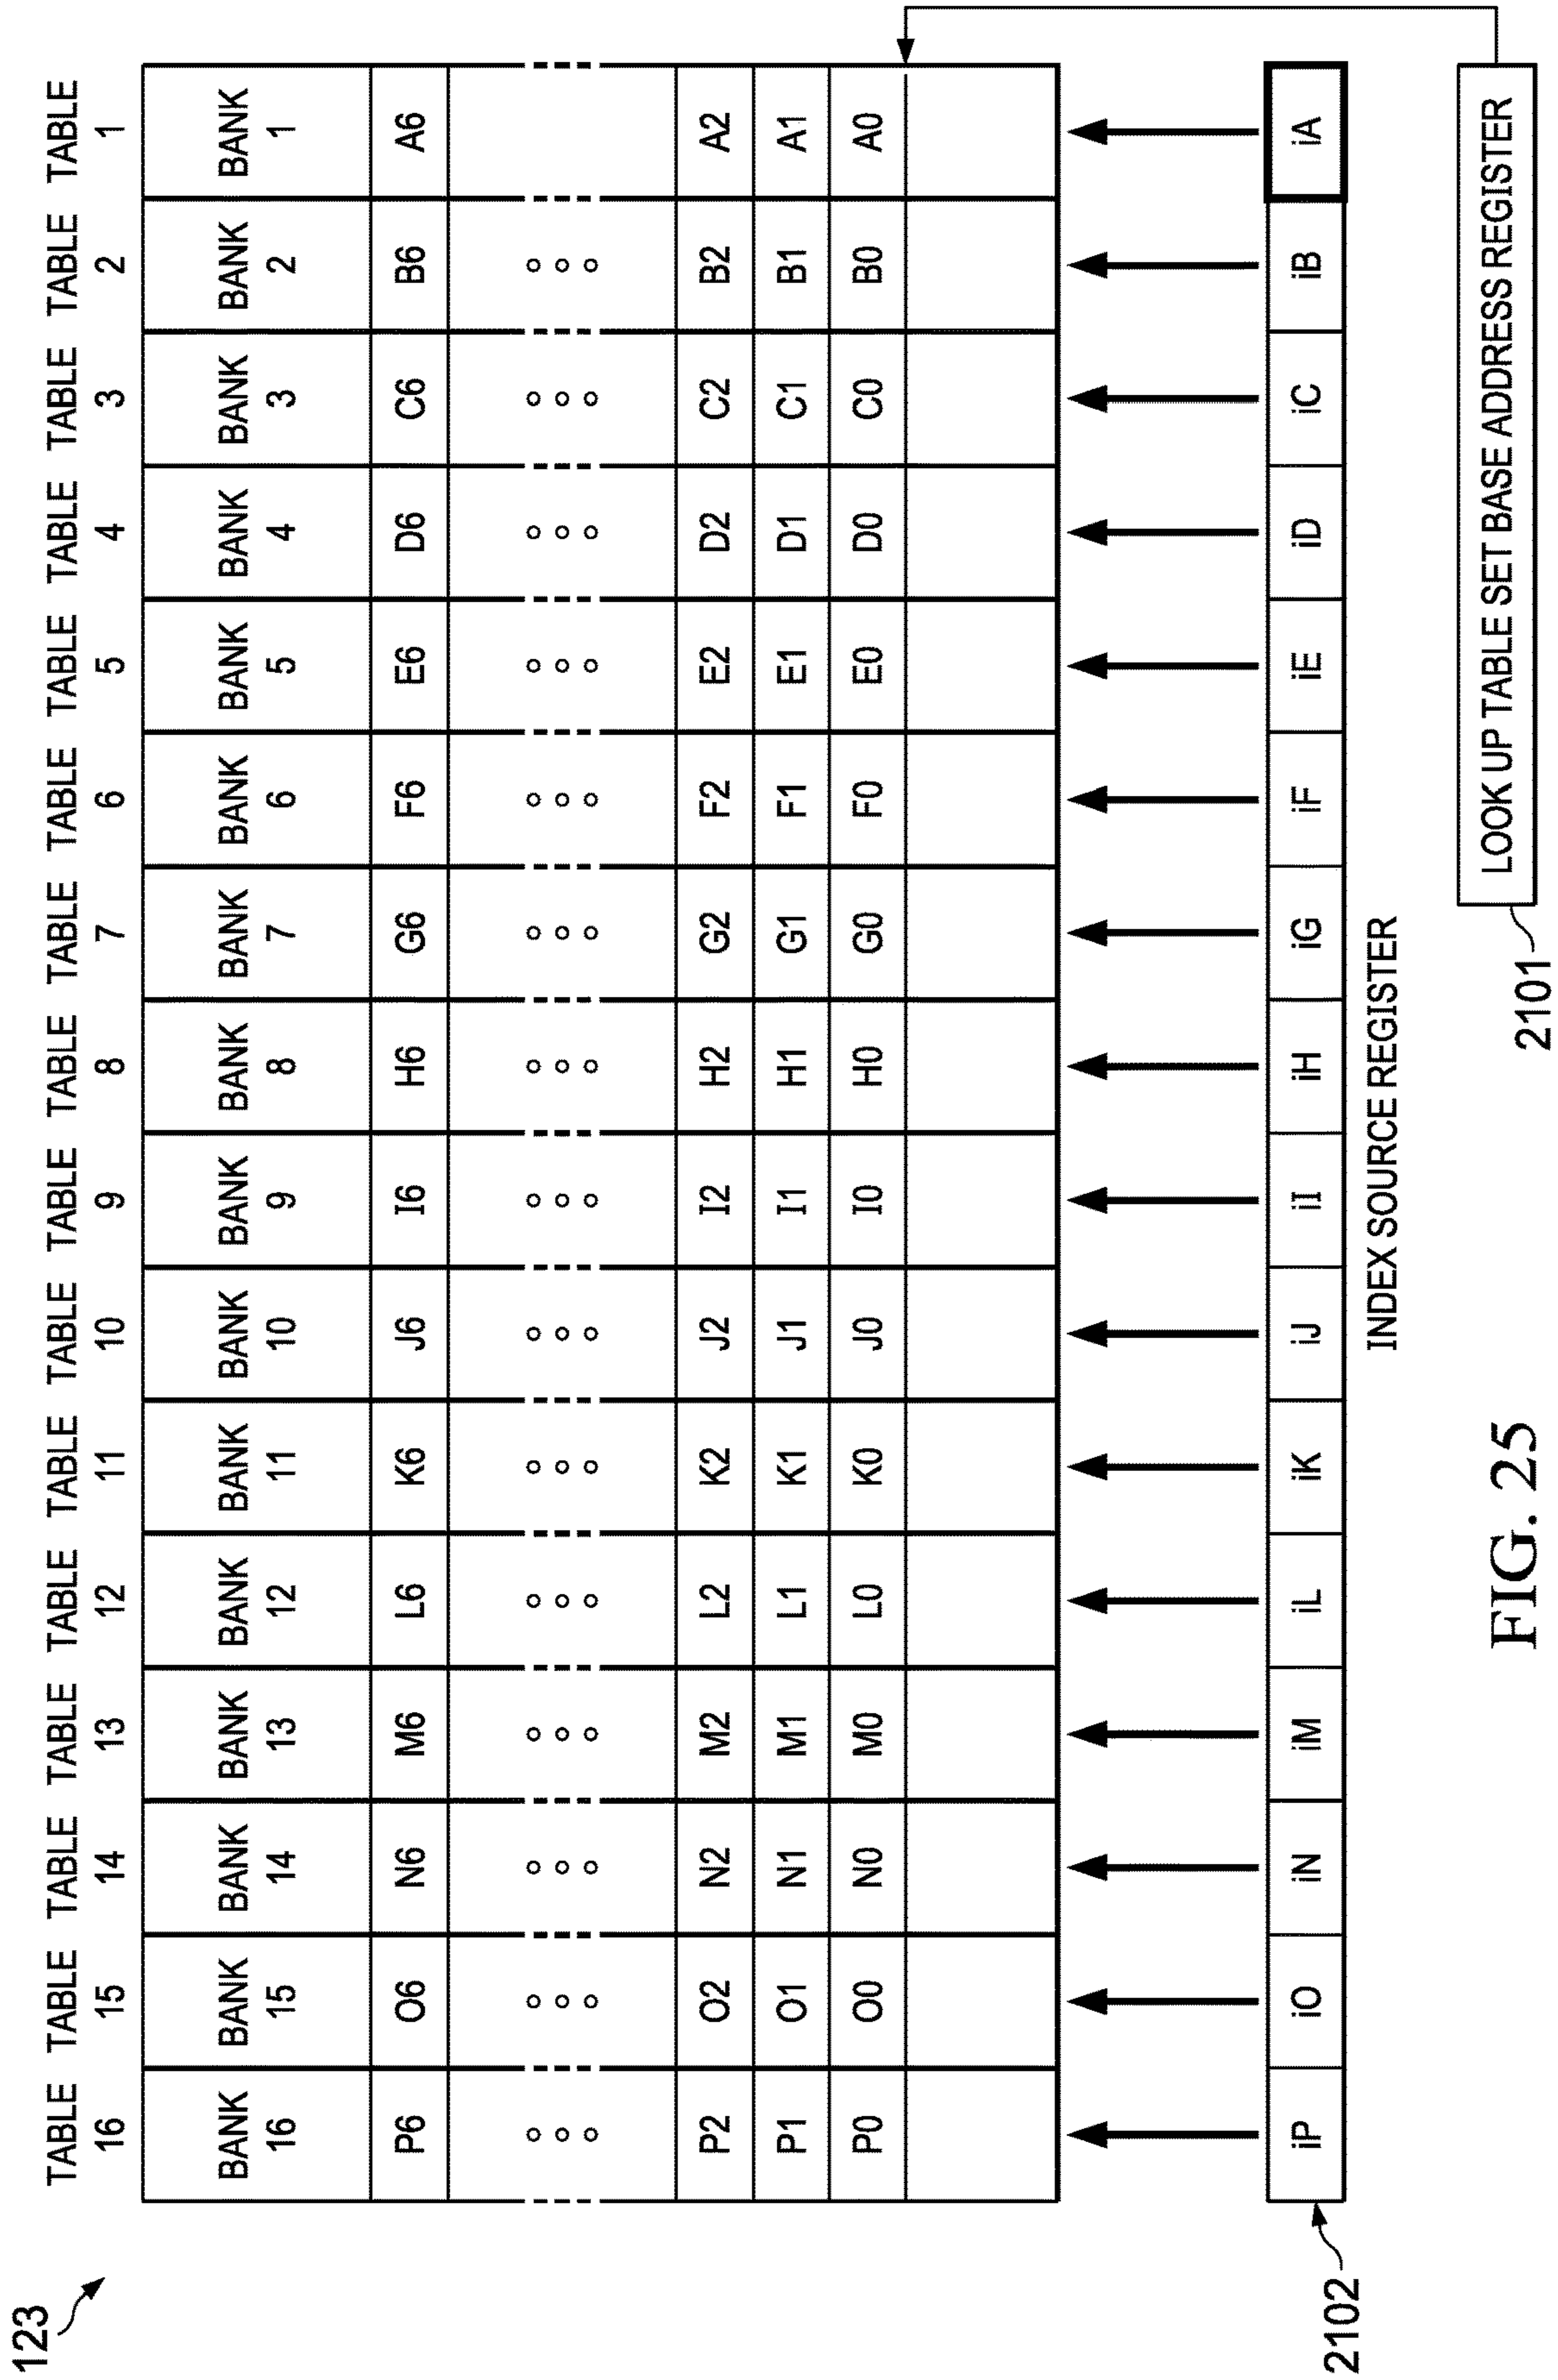 123
TABLE TABLE TABLE TABLE TABLE TABLE TABLE TABLE TABLE TABLE TABLE TABLE TABLE TABLE TABLE TABLE
16 15 14 13 12 11 10 9 8 7 6 5 4 3 2 1
BANK BANK BANK BANK BANK BANK BANK BANK BANK BANK BANK BANK BANK BANK BANK BANK
16 15 14 13 12 11 10 9 8 7 6 5 4 3 2 1
P6 O6 N6 M6 L6 K6 J6 I6 H6 G6 F6 E6 D6 C6 B6 A6
P2 O2 N2 M2 L2 K2 J2 I2 H2 G2 F2 E2 D2 C2 B2 A2
P1 O1 N1 M1 L1 K1 J1 I1 H1 G1 F1 E1 D1 C1 B1 A1
P0 O0 N0 M0 L0 K0 J0 I0 H0 G0 F0 E0 D0 C0 B0 A0
iP iO iN iM iL iK iJ iI iH iG iF iE iD iC iB iA
2102
INDEX SOURCE REGISTER
LOOK UP TABLE SET BASE ADDRESS REGISTER
2101
FIG. 25